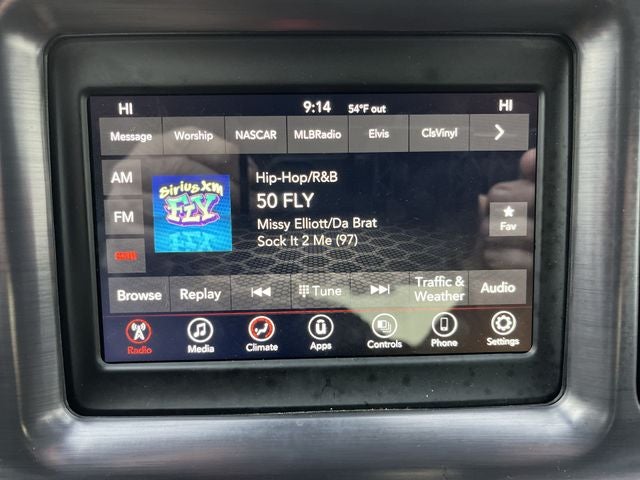 HI 9:14 54°F out HI
Message Worship NASCAR MLBRadio Elvis ClsVinyl
AM
FM
SiriusXM
FLY
Hip-Hop/R&B
50 FLY
Missy Elliott/Da Brat
Sock It 2 Me (97)
Fav
Browse Replay Tune Traffic & Weather Audio
Radio Media Climate Apps Controls Phone Settings